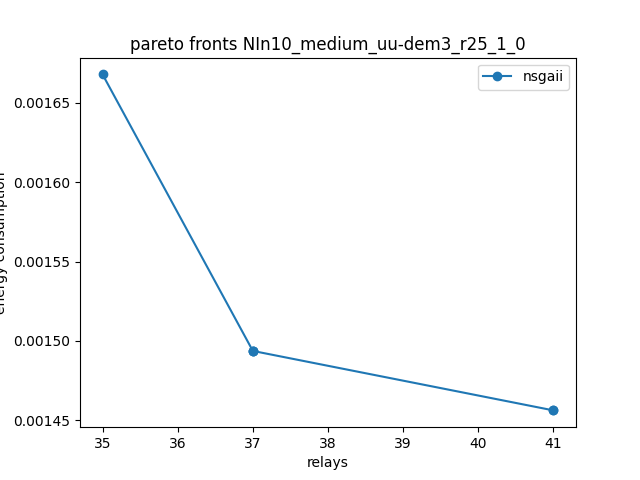 pareto fronts NIn10_medium_uu-dem3_r25_1_0
nsgaii
0.00165
0.00160
0.00155
0.00150
0.00145
energy consumption
35 36 37 38 39 40 41
relays